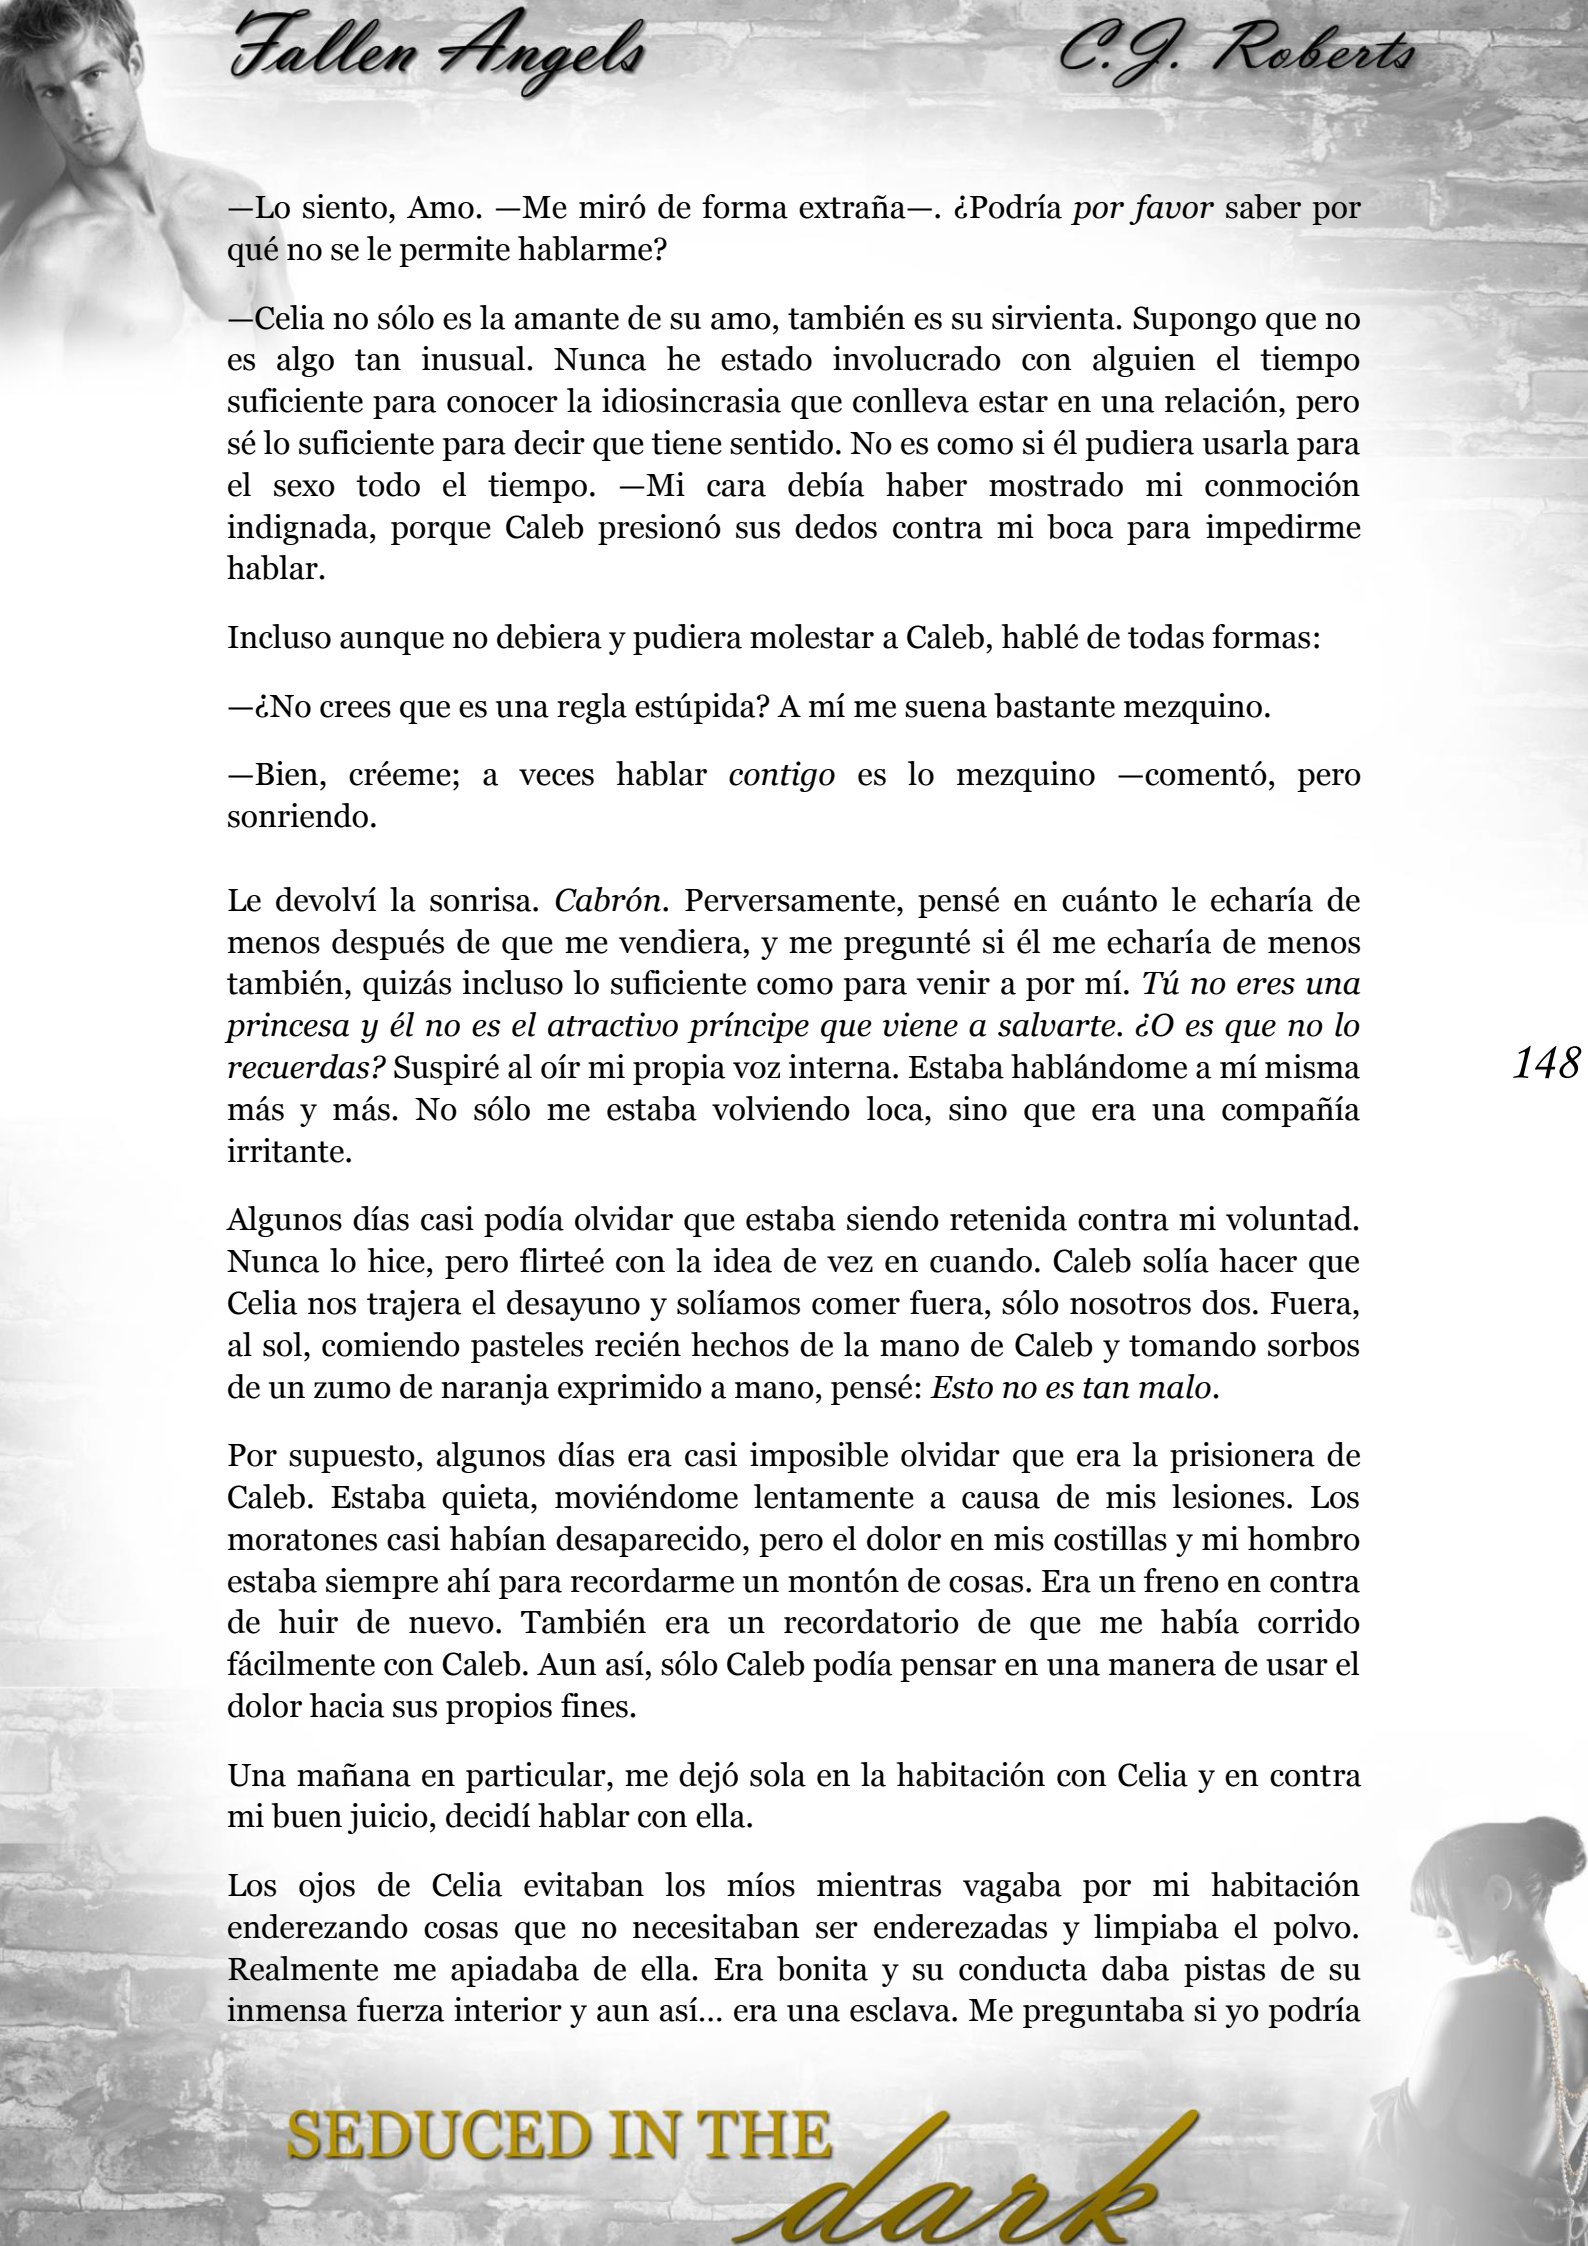 Fallen Angels
C.J. Roberts
—Lo siento, Amo. —Me miró de forma extraña—. ¿Podría por favor saber por
qué no se le permite hablarme?
—Celia no sólo es la amante de su amo, también es su sirvienta. Supongo que no
es algo tan inusual. Nunca he estado involucrado con alguien el tiempo
suficiente para conocer la idiosincrasia que conlleva estar en una relación, pero
sé lo suficiente para decir que tiene sentido. No es como si él pudiera usarla para
el sexo todo el tiempo. —Mi cara debía haber mostrado mi conmoción
indignada, porque Caleb presionó sus dedos contra mi boca para impedirme
hablar.
Incluso aunque no debiera y pudiera molestar a Caleb, hablé de todas formas:
—¿No crees que es una regla estúpida? A mí me suena bastante mezquino.
—Bien, créeme; a veces hablar contigo es lo mezquino —comentó, pero
sonriendo.
Le devolví la sonrisa. Cabrón. Perversamente, pensé en cuánto le echaría de
menos después de que me vendiera, y me pregunté si él me echaría de menos
también, quizás incluso lo suficiente como para venir a por mí. Tú no eres una
princesa y él no es el atractivo príncipe que viene a salvarte. ¿O es que no lo
recuerdas? Suspiré al oír mi propia voz interna. Estaba hablándome a mí misma
más y más. No sólo me estaba volviendo loca, sino que era una compañía
irritante.
148
Algunos días casi podía olvidar que estaba siendo retenida contra mi voluntad.
Nunca lo hice, pero flirteé con la idea de vez en cuando. Caleb solía hacer que
Celia nos trajera el desayuno y solíamos comer fuera, sólo nosotros dos. Fuera,
al sol, comiendo pasteles recién hechos de la mano de Caleb y tomando sorbos
de un zumo de naranja exprimido a mano, pensé: Esto no es tan malo.
Por supuesto, algunos días era casi imposible olvidar que era la prisionera de
Caleb. Estaba quieta, moviéndome lentamente a causa de mis lesiones. Los
moratones casi habían desaparecido, pero el dolor en mis costillas y mi hombro
estaba siempre ahí para recordarme un montón de cosas. Era un freno en contra
de huir de nuevo. También era un recordatorio de que me había corrido
fácilmente con Caleb. Aun así, sólo Caleb podía pensar en una manera de usar el
dolor hacia sus propios fines.
Una mañana en particular, me dejó sola en la habitación con Celia y en contra
mi buen juicio, decidí hablar con ella.
Los ojos de Celia evitaban los míos mientras vagaba por mi habitación
enderezando cosas que no necesitaban ser enderezadas y limpiaba el polvo.
Realmente me apiadaba de ella. Era bonita y su conducta daba pistas de su
inmensa fuerza interior y aun así… era una esclava. Me preguntaba si yo podría
SEDUCED IN THE
dark